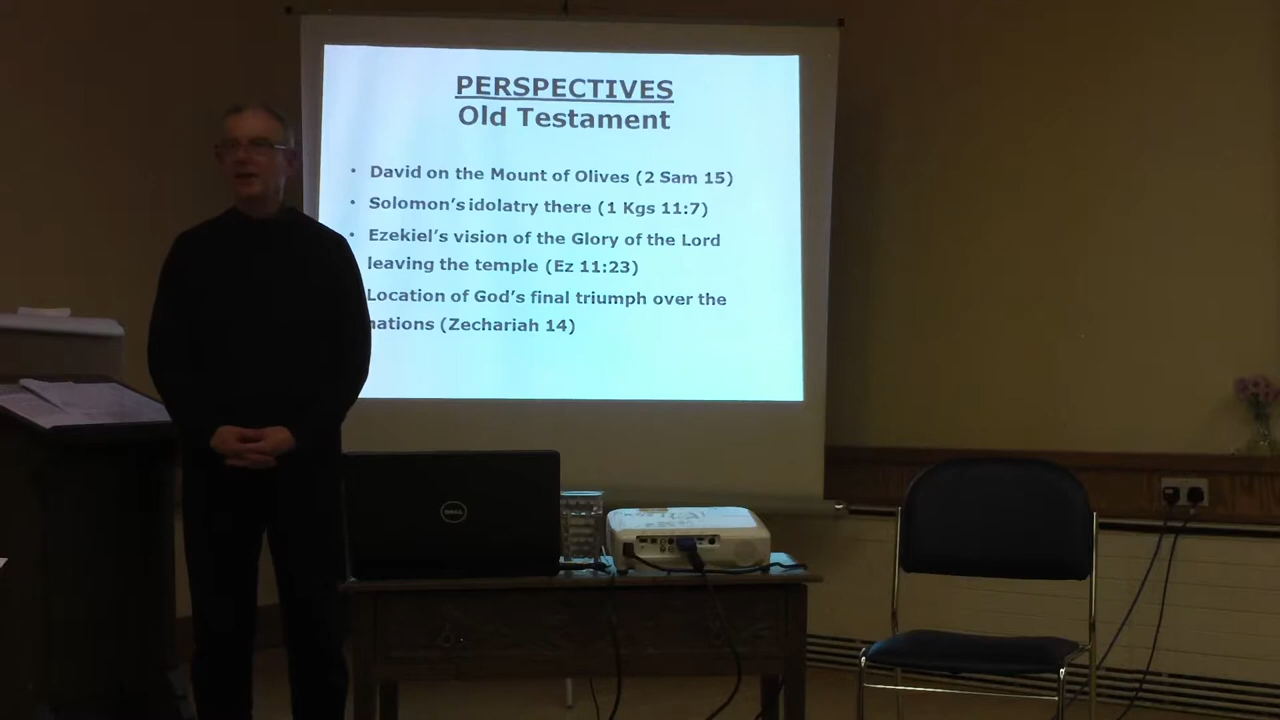 PERSPECTIVES
Old Testament
• David on the Mount of Olives (2 Sam 15)
• Solomon's idolatry there (1 Kgs 11:7)
• Ezekiel's vision of the Glory of the Lord
leaving the temple (Ez 11:23)
Location of God's final triumph over the
nations (Zechariah 14)
DELL